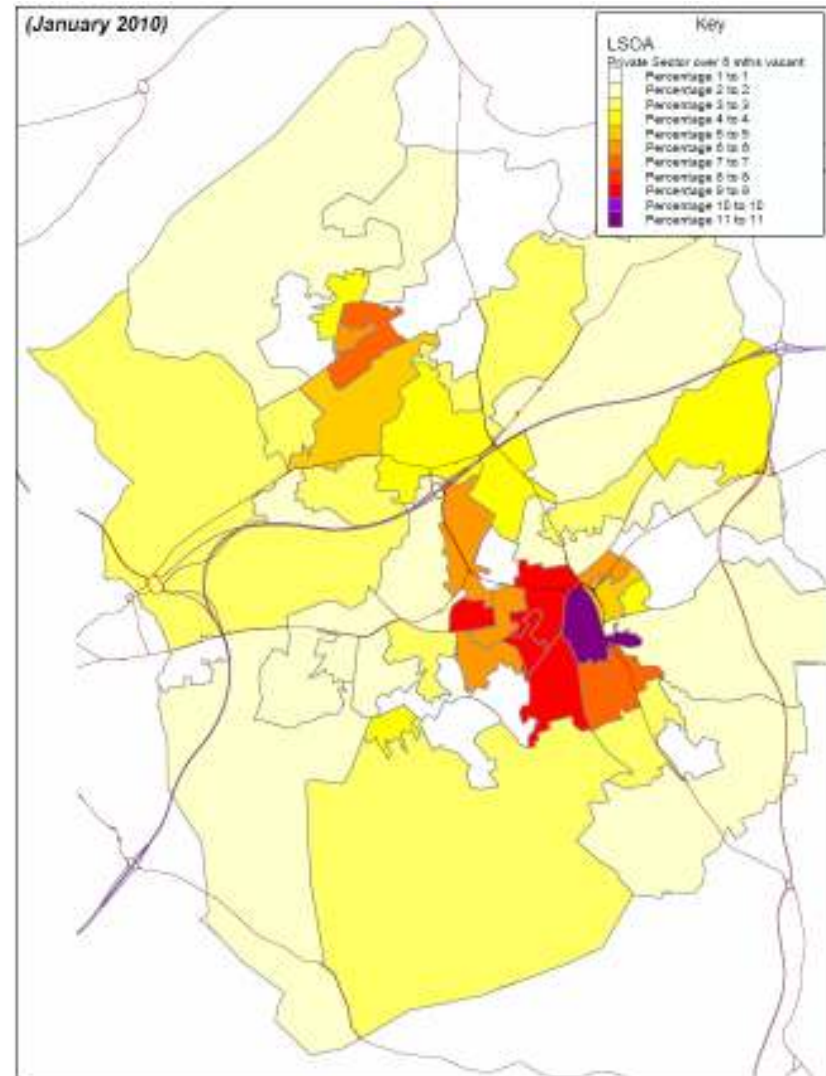 (January 2010)
Key
LSOA
Private Sector over 6 mths vacant
Percentage 1 to 1
Percentage 2 to 2
Percentage 3 to 3
Percentage 4 to 4
Percentage 5 to 5
Percentage 6 to 6
Percentage 7 to 7
Percentage 8 to 8
Percentage 9 to 9
Percentage 10 to 10
Percentage 11 to 11